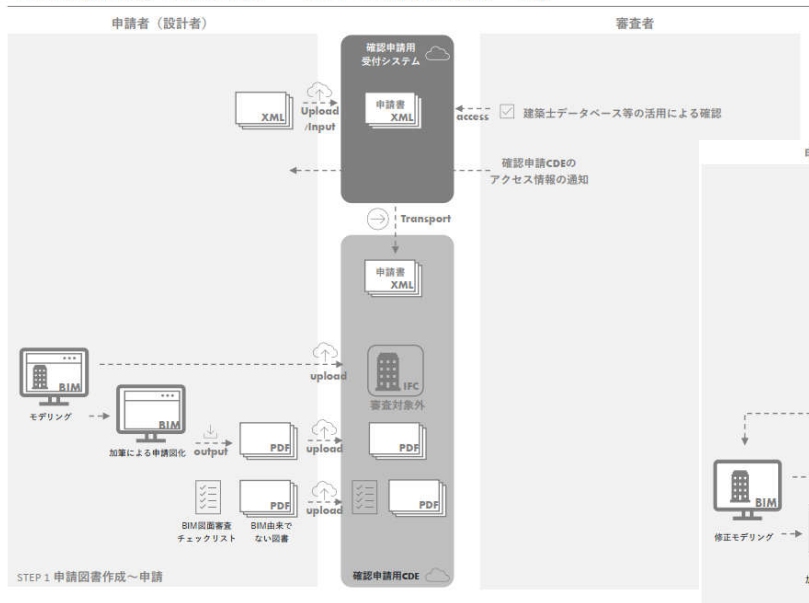 申請者（設計者）
審査者
確認申請用
受付システム
XML
Upload
/Input
申請書
XML
access
建築士データベース等の活用による確認
確認申請CDEの
アクセス情報の通知
Transport
申請書
XML
BIM
モデリング
upload
IFC
審査対象外
BIM
加筆による申請図化
output
PDF
upload
PDF
BIM図面審査
チェックリスト
PDF
BIM由来で
ない図書
upload
PDF
BIM
修正モデリング
STEP 1 申請図書作成～申請
確認申請用CDE